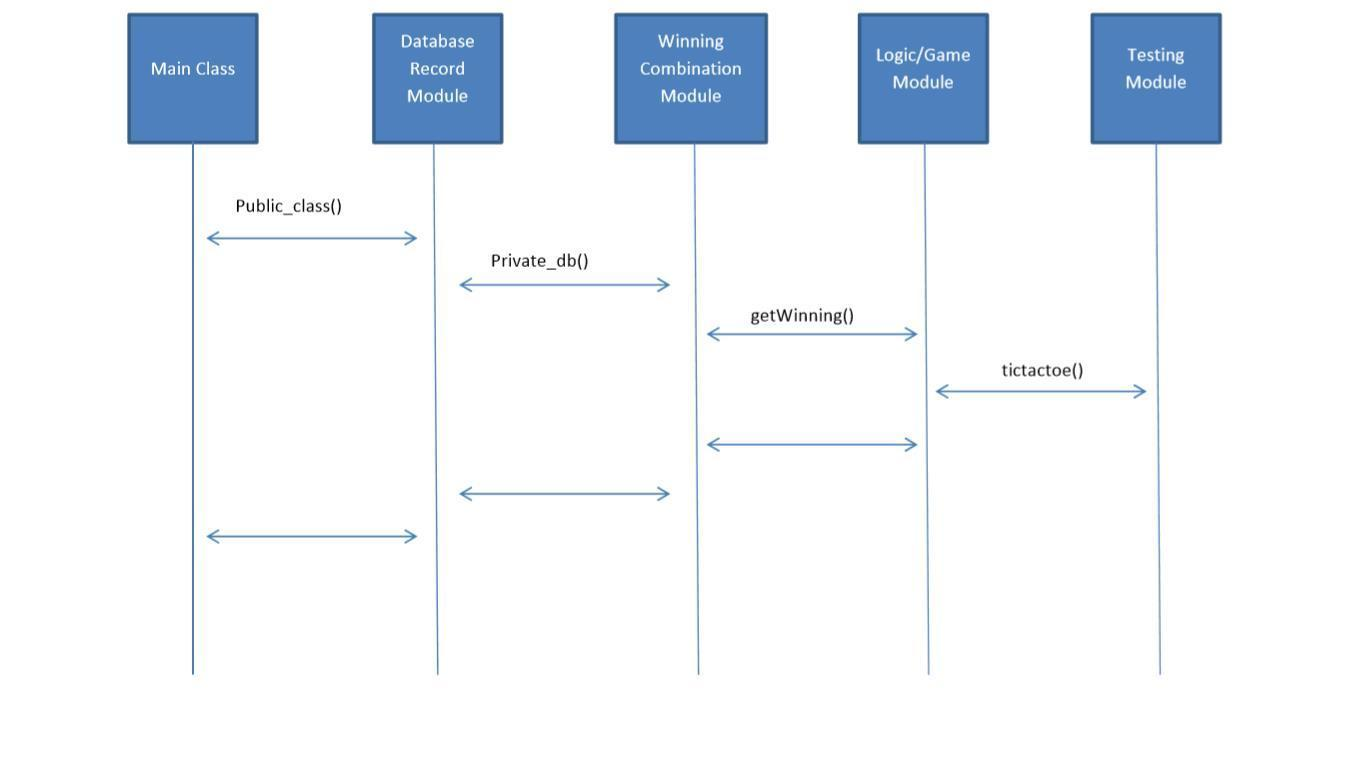 Main Class
Database
Record
Module
Winning
Combination
Module
Logic/Game
Module
Testing
Module
Public_class()
Private_db()
getWinning()
tictactoe()